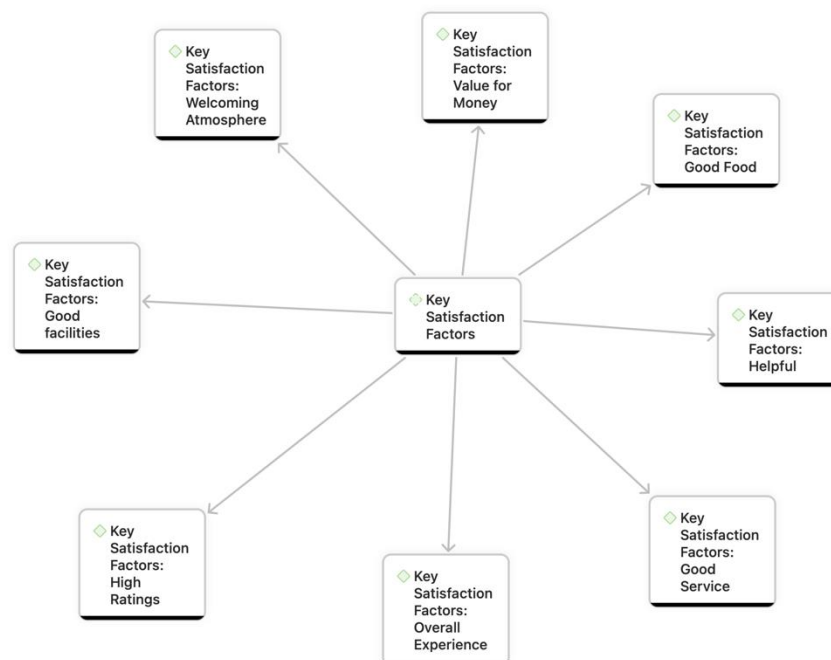 Key
Satisfaction
Factors:
Welcoming
Atmosphere
Key
Satisfaction
Factors:
Value for
Money
Key
Satisfaction
Factors:
Good Food
Key
Satisfaction
Factors:
Good
facilities
Key
Satisfaction
Factors
Key
Satisfaction
Factors:
Helpful
Key
Satisfaction
Factors:
High
Ratings
Key
Satisfaction
Factors:
Overall
Experience
Key
Satisfaction
Factors:
Good
Service